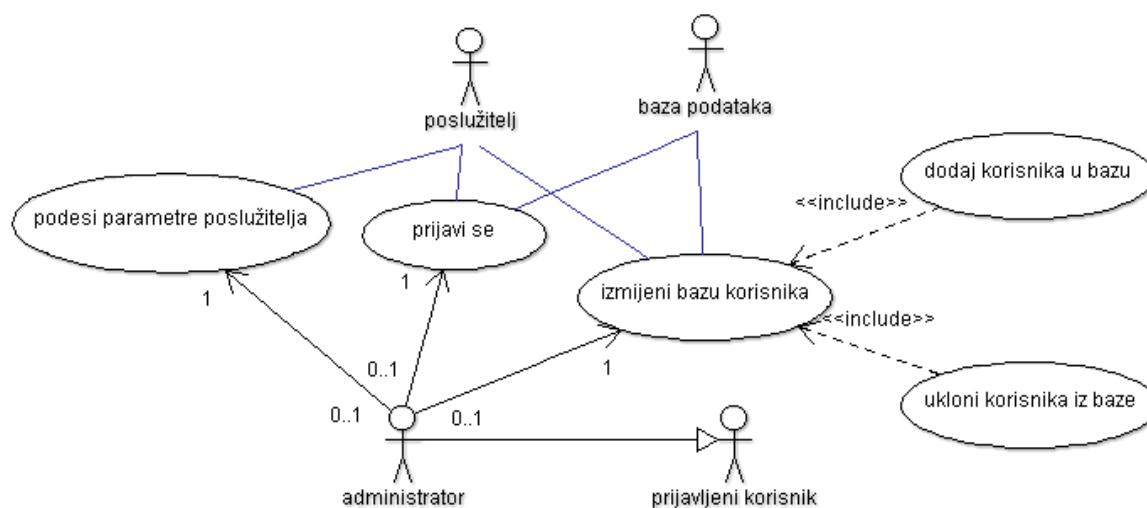 poslužitelj
baza podataka
dodaj korisnika u bazu
<<include>>
podesi parametre poslužitelja
prijavi se
izmijeni bazu korisnika
1
1
<<include>>
1
0..1
0..1
0..1
ukloni korisnika iz baze
administrator
prijavljeni korisnik